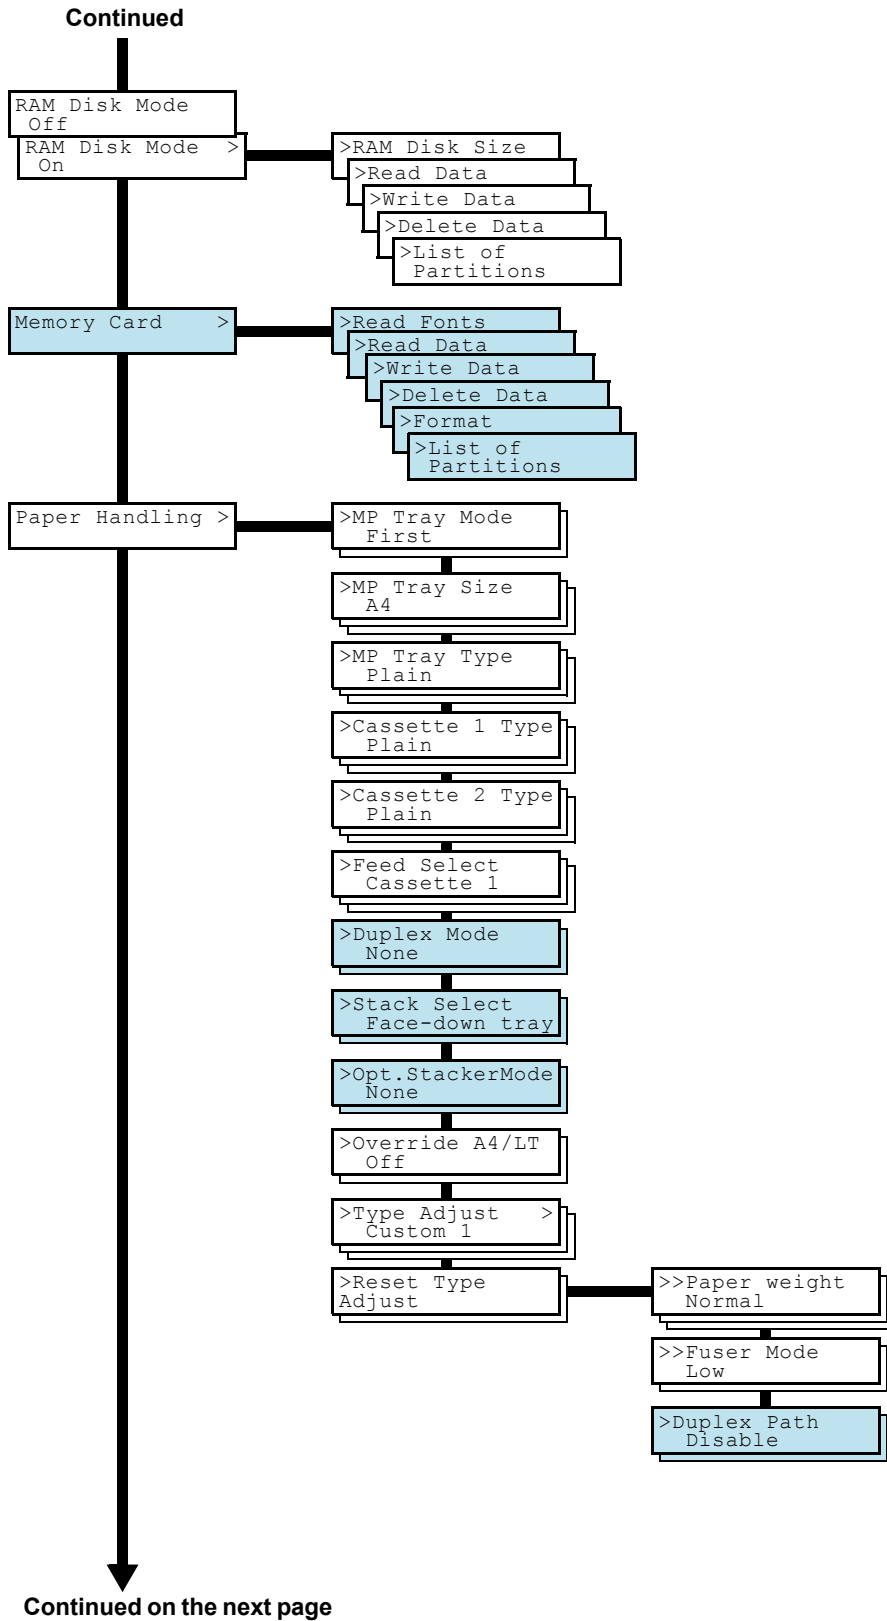 Continued
RAM Disk Mode
Off
RAM Disk Mode >
On
>RAM Disk Size
>Read Data
>Write Data
>Delete Data
>List of
Partitions
Memory Card >
>Read Fonts
>Read Data
>Write Data
>Delete Data
>Format
>List of
Partitions
Paper Handling >
>MP Tray Mode
First
>MP Tray Size
A4
>MP Tray Type
Plain
>Cassette 1 Type
Plain
>Cassette 2 Type
Plain
>Feed Select
Cassette 1
>Duplex Mode
None
>Stack Select
Face-down tray
>Opt.StackerMode
None
>Override A4/LT
Off
>Type Adjust >
Custom 1
>Reset Type
Adjust
>>Paper weight
Normal
>>Fuser Mode
Low
>Duplex Path
Disable
Continued on the next page